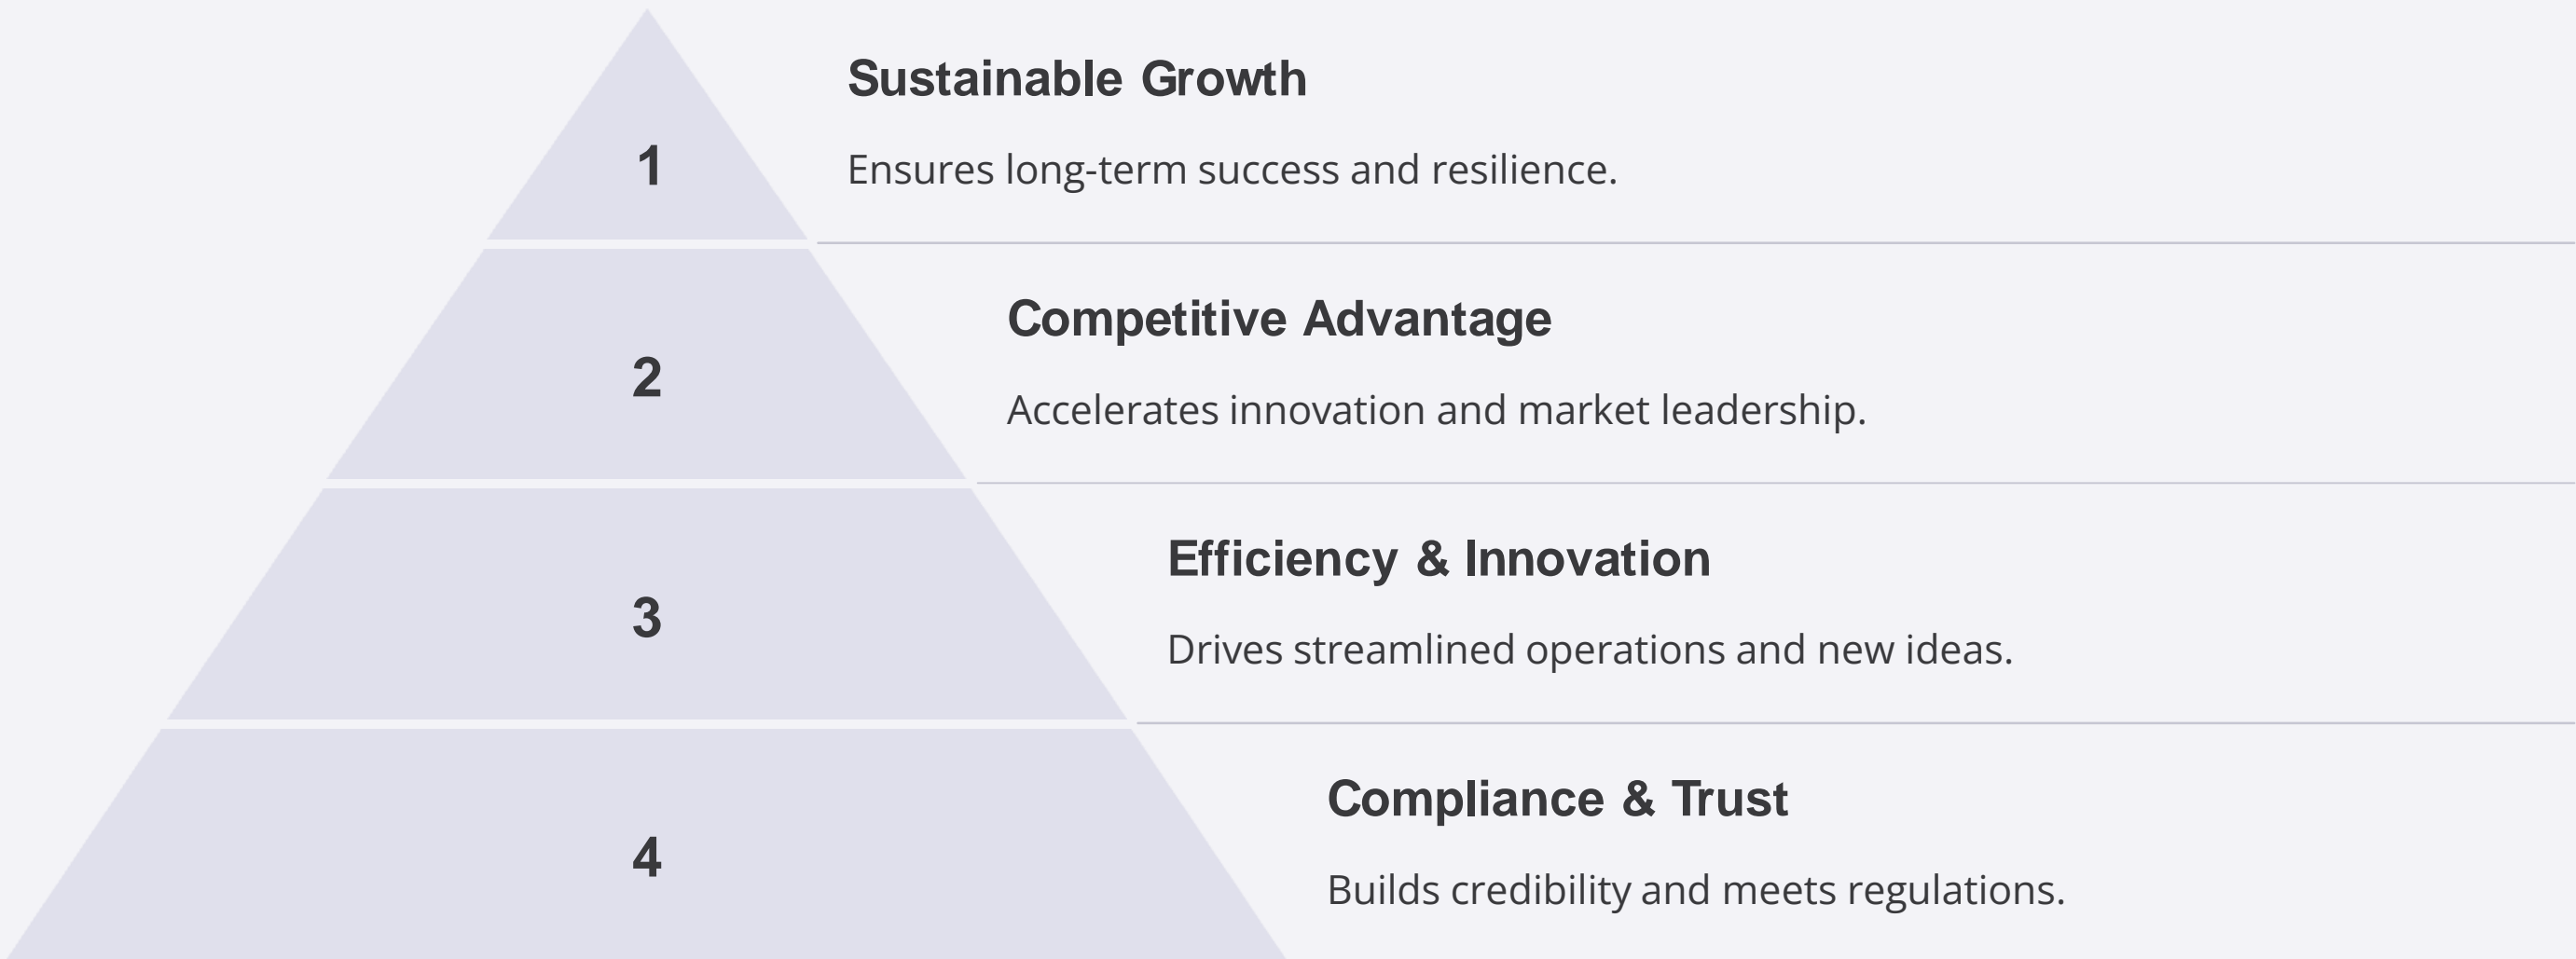 Sustainable Growth
1
Ensures long-term success and resilience.
Competitive Advantage
2
Accelerates innovation and market leadership.
Efficiency & Innovation
3
Drives streamlined operations and new ideas.
Compliance & Trust
4
Builds credibility and meets regulations.